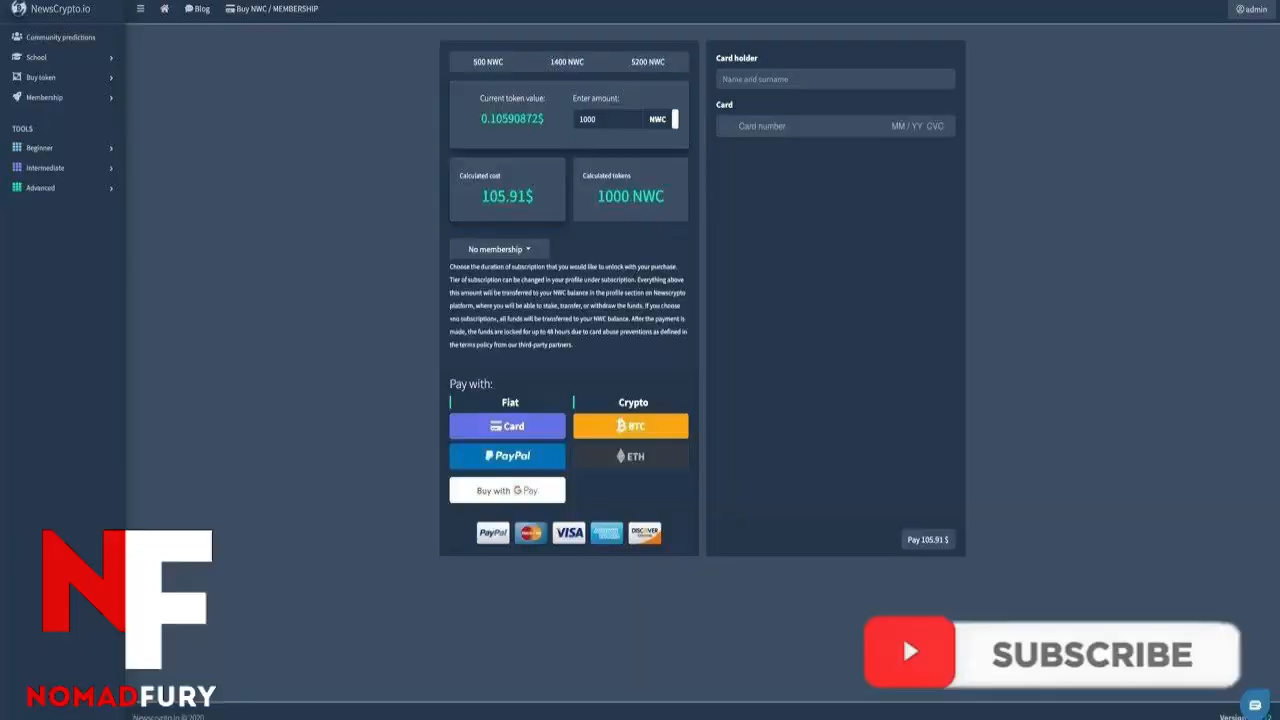 NewsCrypto.io
Blog
Buy NWC / MEMBERSHIP
admin
Community predictions
School
Buy token
Membership
TOOLS
Beginner
Intermediate
Advanced
500 NWC 1400 NWC 5200 NWC
Current token value:
0.10590872$
Enter amount:
1000 NWC
Calculated cost
105.91$
Calculated tokens
1000 NWC
No membership
Choose the duration of subscription that you would like to unlock with your purchase.
Tier of subscription can be changed in your profile under subscription. Everything above
this amount will be transferred to your NWC balance in the profile section on Newscrypto
platform, where you will be able to stake, transfer, or withdraw the funds. If you choose
»no subscription«, all funds will be transferred to your NWC balance. After the payment is
made, the funds are locked for up to 48 hours due to card abuse preventions as defined in
the terms policy from our third-party partners.
Pay with:
Fiat
Crypto
Card
BTC
PayPal
ETH
Buy with G Pay
PayPal
VISA
DISCOVER
Card holder
Name and surname
Card
Card number MM / YY CVC
Pay 105.91 $
NF
NOMADFURY
SUBSCRIBE
Newscrypto.io © 2020